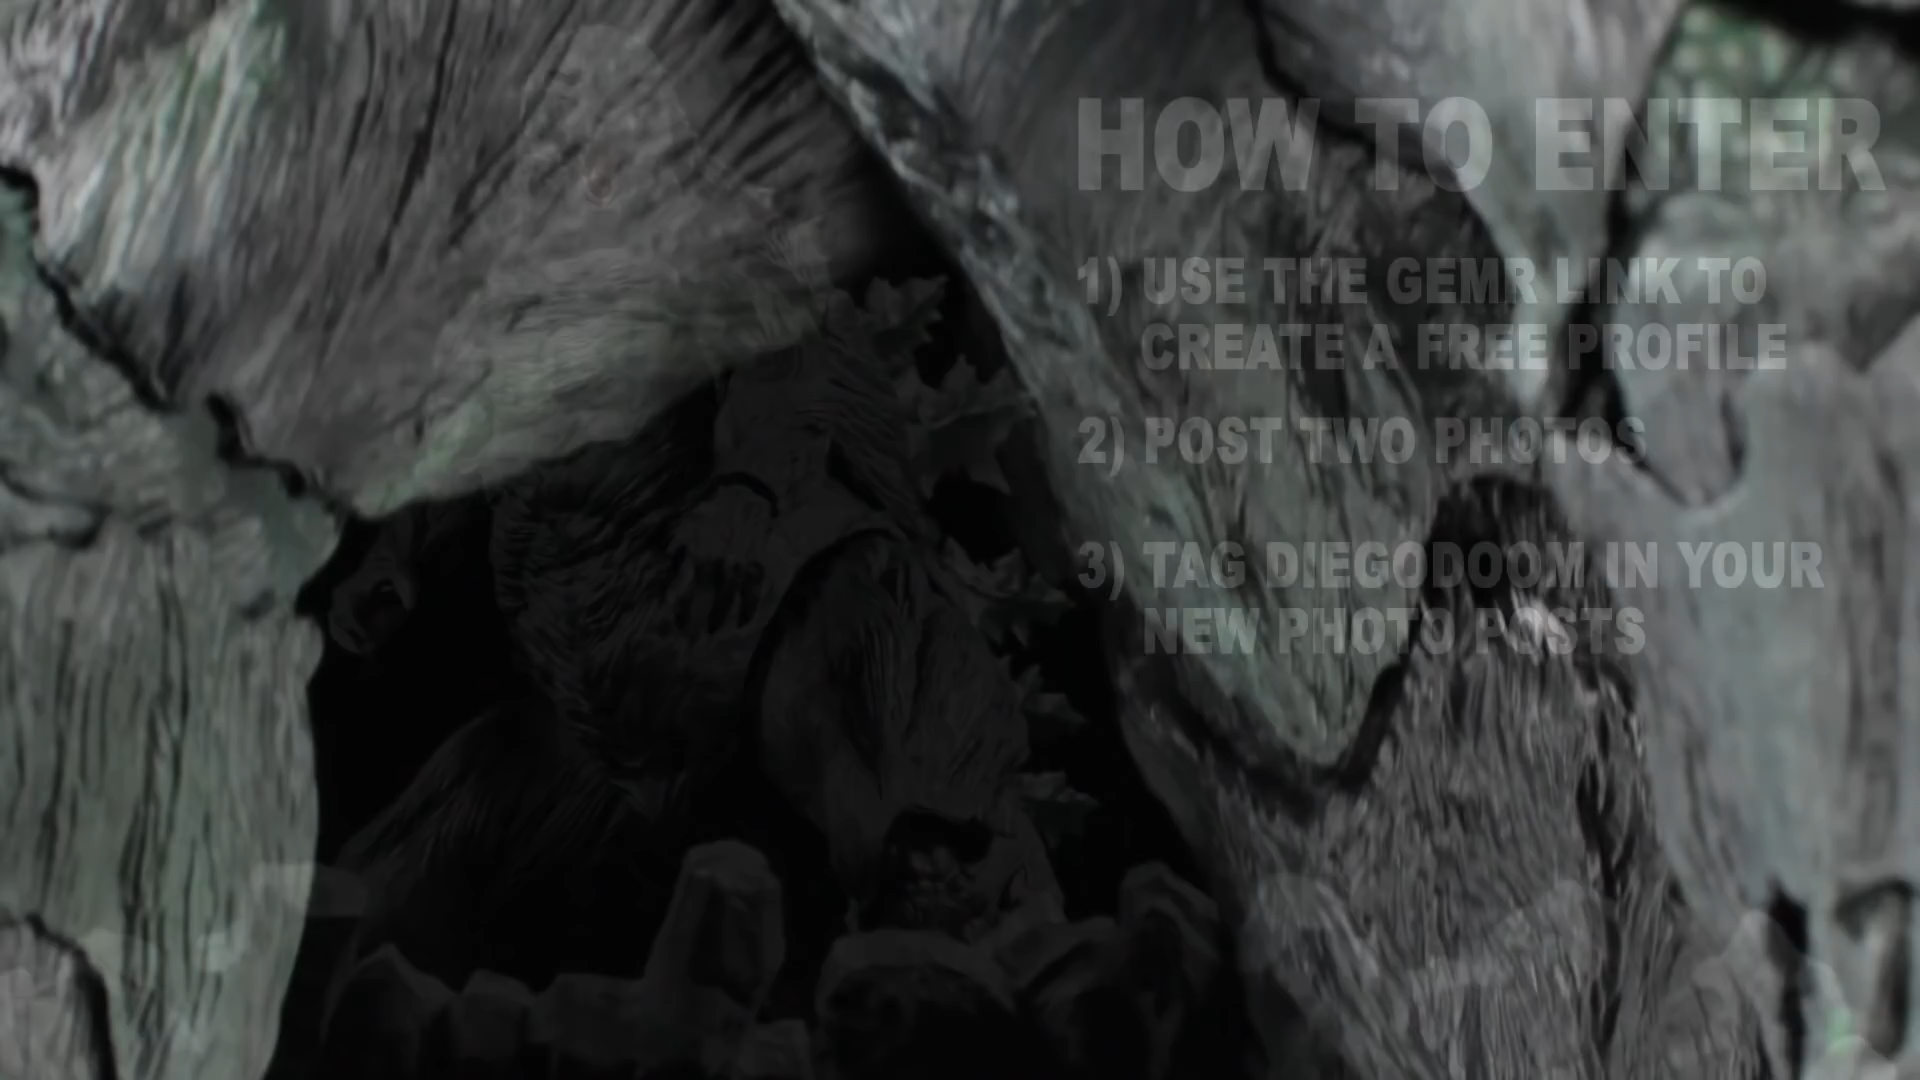 HOW TO ENTER
1) USE THE GEMR LINK TO
CREATE A FREE PROFILE
2) POST TWO PHOTOS
3) TAG DIEGODOOM IN YOUR
NEW PHOTO POSTS